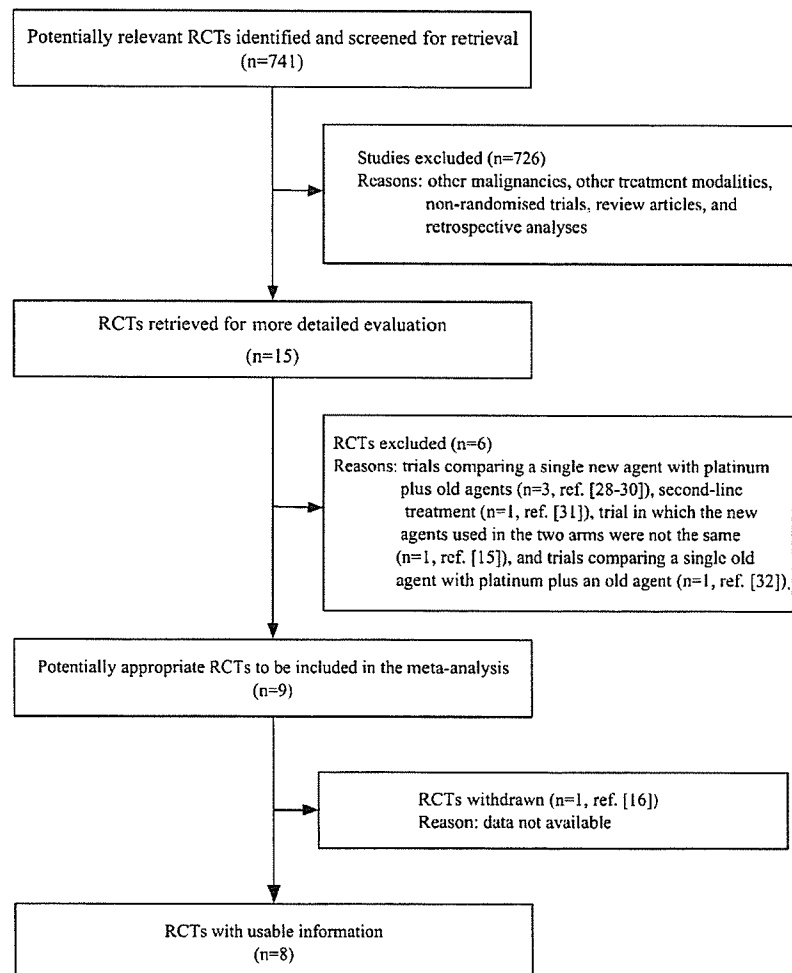 Potentially relevant RCTs identified and screened for retrieval
(n=741)
Studies excluded (n=726)
Reasons: other malignancies, other treatment modalities,
non-randomised trials, review articles, and
retrospective analyses
RCTs retrieved for more detailed evaluation
(n=15)
RCTs excluded (n=6)
Reasons: trials comparing a single new agent with platinum
plus old agents (n=3, ref. [28-30]), second-line
treatment (n=1, ref. [31]), trial in which the new
agents used in the two arms were not the same
(n=1, ref. [15]), and trials comparing a single old
agent with platinum plus an old agent (n=1, ref. [32]).
Potentially appropriate RCTs to be included in the meta-analysis
(n=9)
RCTs withdrawn (n=1, ref. [16])
Reason: data not available
RCTs with usable information
(n=8)